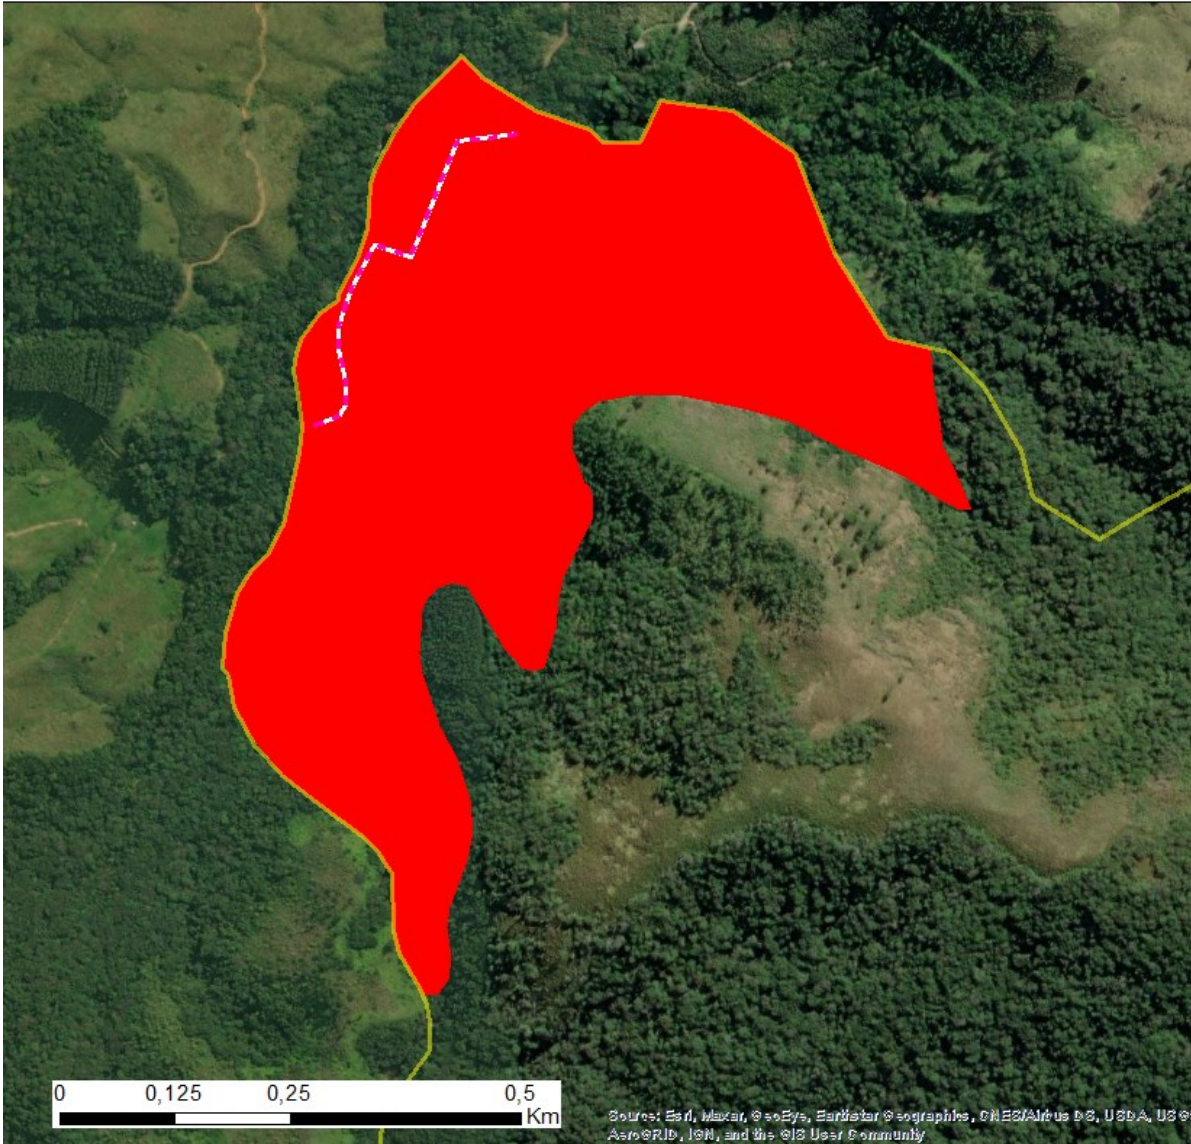 0 0,125 0,25 0,5
Km
Source: Esri, Maxar, GeoEye, Earthstar Geographics, CNES/Airbus DS, USDA, USG
AeroGRID, IGN, and the GIS User Community